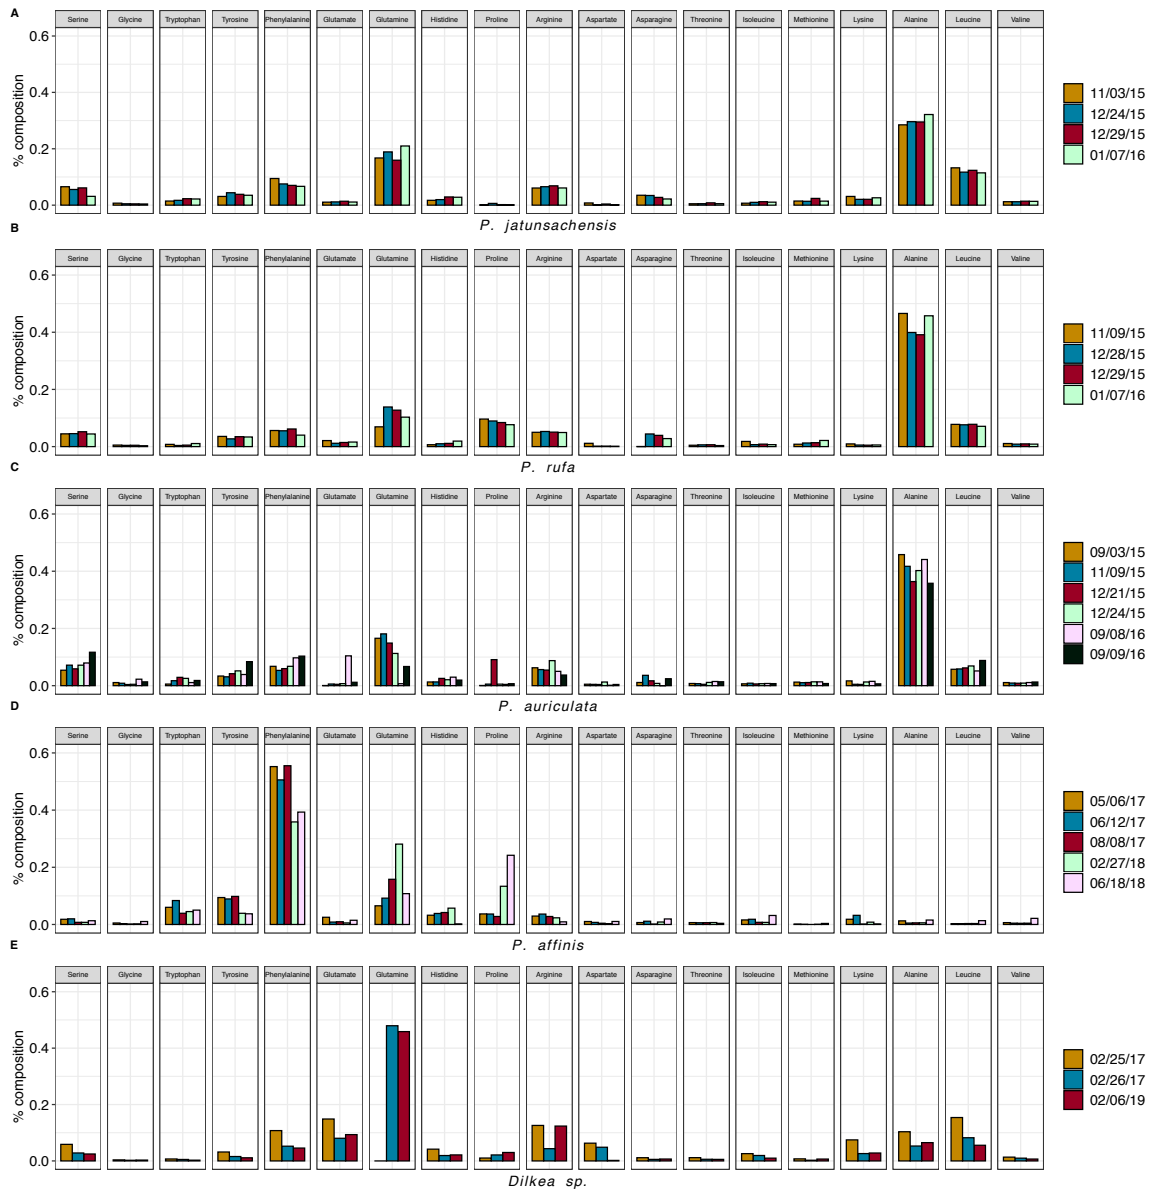 A
Serine Glycine Tryptophan Tyrosine Phenylalanine Glutamate Glutamine Histidine Proline Arginine Aspartate Asparagine Threonine Isoleucine Methionine Lysine Alanine Leucine Valine
0.6
0.4
0.2
0.0
% composition
11/03/15
12/24/15
12/29/15
01/07/16
P. jatunsachensis
B
Serine Glycine Tryptophan Tyrosine Phenylalanine Glutamate Glutamine Histidine Proline Arginine Aspartate Asparagine Threonine Isoleucine Methionine Lysine Alanine Leucine Valine
0.6
0.4
0.2
0.0
% composition
11/09/15
12/28/15
12/29/15
01/07/16
P. rufa
C
Serine Glycine Tryptophan Tyrosine Phenylalanine Glutamate Glutamine Histidine Proline Arginine Aspartate Asparagine Threonine Isoleucine Methionine Lysine Alanine Leucine Valine
0.6
0.4
0.2
0.0
% composition
09/03/15
11/09/15
12/21/15
12/24/15
09/08/16
09/09/16
P. auriculata
D
Serine Glycine Tryptophan Tyrosine Phenylalanine Glutamate Glutamine Histidine Proline Arginine Aspartate Asparagine Threonine Isoleucine Methionine Lysine Alanine Leucine Valine
0.6
0.4
0.2
0.0
% composition
05/06/17
06/12/17
08/08/17
02/27/18
06/18/18
P. affinis
E
Serine Glycine Tryptophan Tyrosine Phenylalanine Glutamate Glutamine Histidine Proline Arginine Aspartate Asparagine Threonine Isoleucine Methionine Lysine Alanine Leucine Valine
0.6
0.4
0.2
0.0
% composition
02/25/17
02/26/17
02/06/19
Dilkea sp.